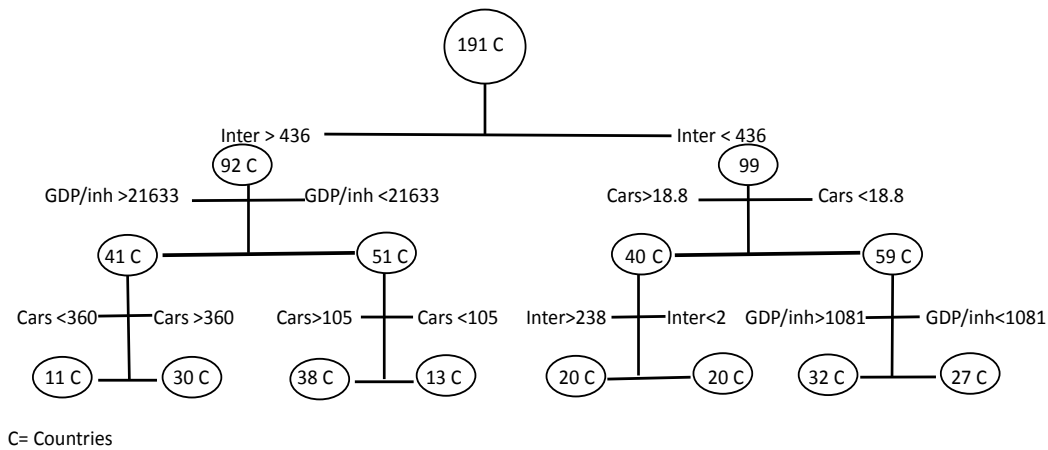 191 C
Inter > 436
Inter < 436
92 C
99
GDP/inh >21633
GDP/inh <21633
Cars>18.8
Cars <18.8
41 C
51 C
40 C
59 C
Cars <360
Cars >360
Cars>105
Cars <105
Inter>238
Inter<2
GDP/inh>1081
GDP/inh<1081
11 C
30 C
38 C
13 C
20 C
20 C
32 C
27 C
C= Countries